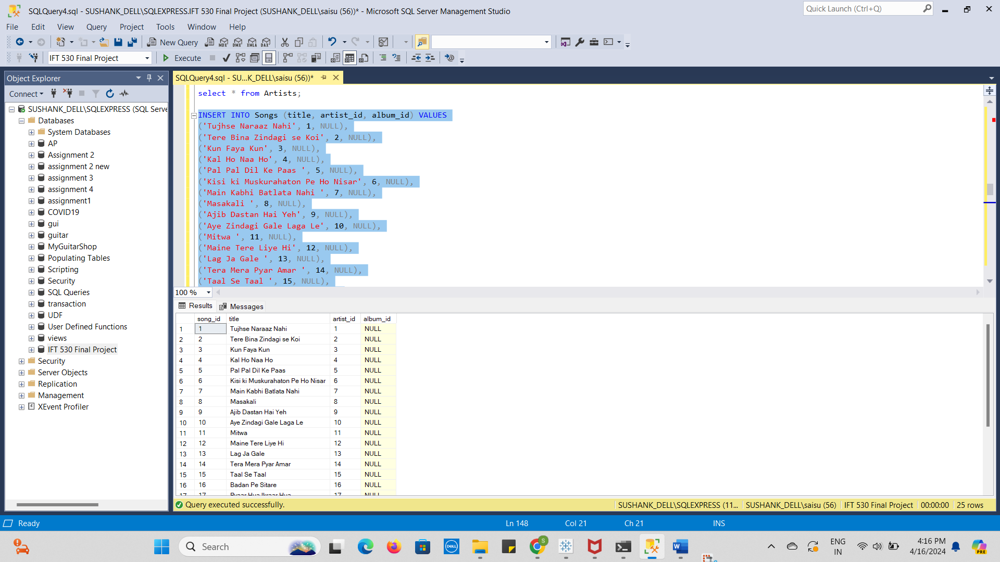 SQLQuery4.sql - SUSHANK_DELL\SQLEXPRESS.IFT 530 Final Project (SUSHANK_DELL\saisu (56))* - Microsoft SQL Server Management Studio
Quick Launch (Ctrl+Q)
File Edit View Query Project Tools Window Help
New Query
MDX DMX XMLA DAX
IFT 530 Final Project
Execute
Object Explorer
Connect
SUSHANK_DELL\SQLEXPRESS (SQL Serve
Databases
System Databases
AP
Assignment 2
assignment 2 new
assignment 3
assignment 4
assignment1
COVID19
gui
guitar
MyGuitarShop
Populating Tables
Scripting
Security
SQL Queries
transaction
UDF
User Defined Functions
views
IFT 530 Final Project
Security
Server Objects
Replication
Management
XEvent Profiler
SQLQuery4.sql - SU...K_DELL\saisu (56))*
select * from Artists;
INSERT INTO Songs (title, artist_id, album_id) VALUES
('Tujhse Naraaz Nahi', 1, NULL),
('Tere Bina Zindagi se Koi', 2, NULL),
('Kun Faya Kun', 3, NULL),
('Kal Ho Naa Ho', 4, NULL),
('Pal Pal Dil Ke Paas ', 5, NULL),
('Kisi ki Muskurahaton Pe Ho Nisar', 6, NULL),
('Main Kabhi Batlata Nahi ', 7, NULL),
('Masakali ', 8, NULL),
('Ajib Dastan Hai Yeh', 9, NULL),
('Aye Zindagi Gale Laga Le', 10, NULL),
('Mitwa ', 11, NULL),
('Maine Tere Liye Hi', 12, NULL),
('Lag Ja Gale ', 13, NULL),
('Tera Mera Pyar Amar ', 14, NULL),
('Taal Se Taal ', 15, NULL),
100 %
Results Messages
song_id title artist_id album_id
1 1 Tujhse Naraaz Nahi 1 NULL
2 2 Tere Bina Zindagi se Koi 2 NULL
3 3 Kun Faya Kun 3 NULL
4 4 Kal Ho Naa Ho 4 NULL
5 5 Pal Pal Dil Ke Paas 5 NULL
6 6 Kisi ki Muskurahaton Pe Ho Nisar 6 NULL
7 7 Main Kabhi Batlata Nahi 7 NULL
8 8 Masakali 8 NULL
9 9 Ajib Dastan Hai Yeh 9 NULL
10 10 Aye Zindagi Gale Laga Le 10 NULL
11 11 Mitwa 11 NULL
12 12 Maine Tere Liye Hi 12 NULL
13 13 Lag Ja Gale 13 NULL
14 14 Tera Mera Pyar Amar 14 NULL
15 15 Taal Se Taal 15 NULL
16 16 Badan Pe Sitare 16 NULL
17 17 Pyaar Hua Ikraar Hua 17 NULL
Query executed successfully.
SUSHANK_DELL\SQLEXPRESS (11... SUSHANK_DELL\saisu (56) IFT 530 Final Project 00:00:00 25 rows
Ready Ln 148 Col 21 Ch 21 INS
Search
DELL
S
ENG
IN
4:16 PM
4/16/2024
PRE